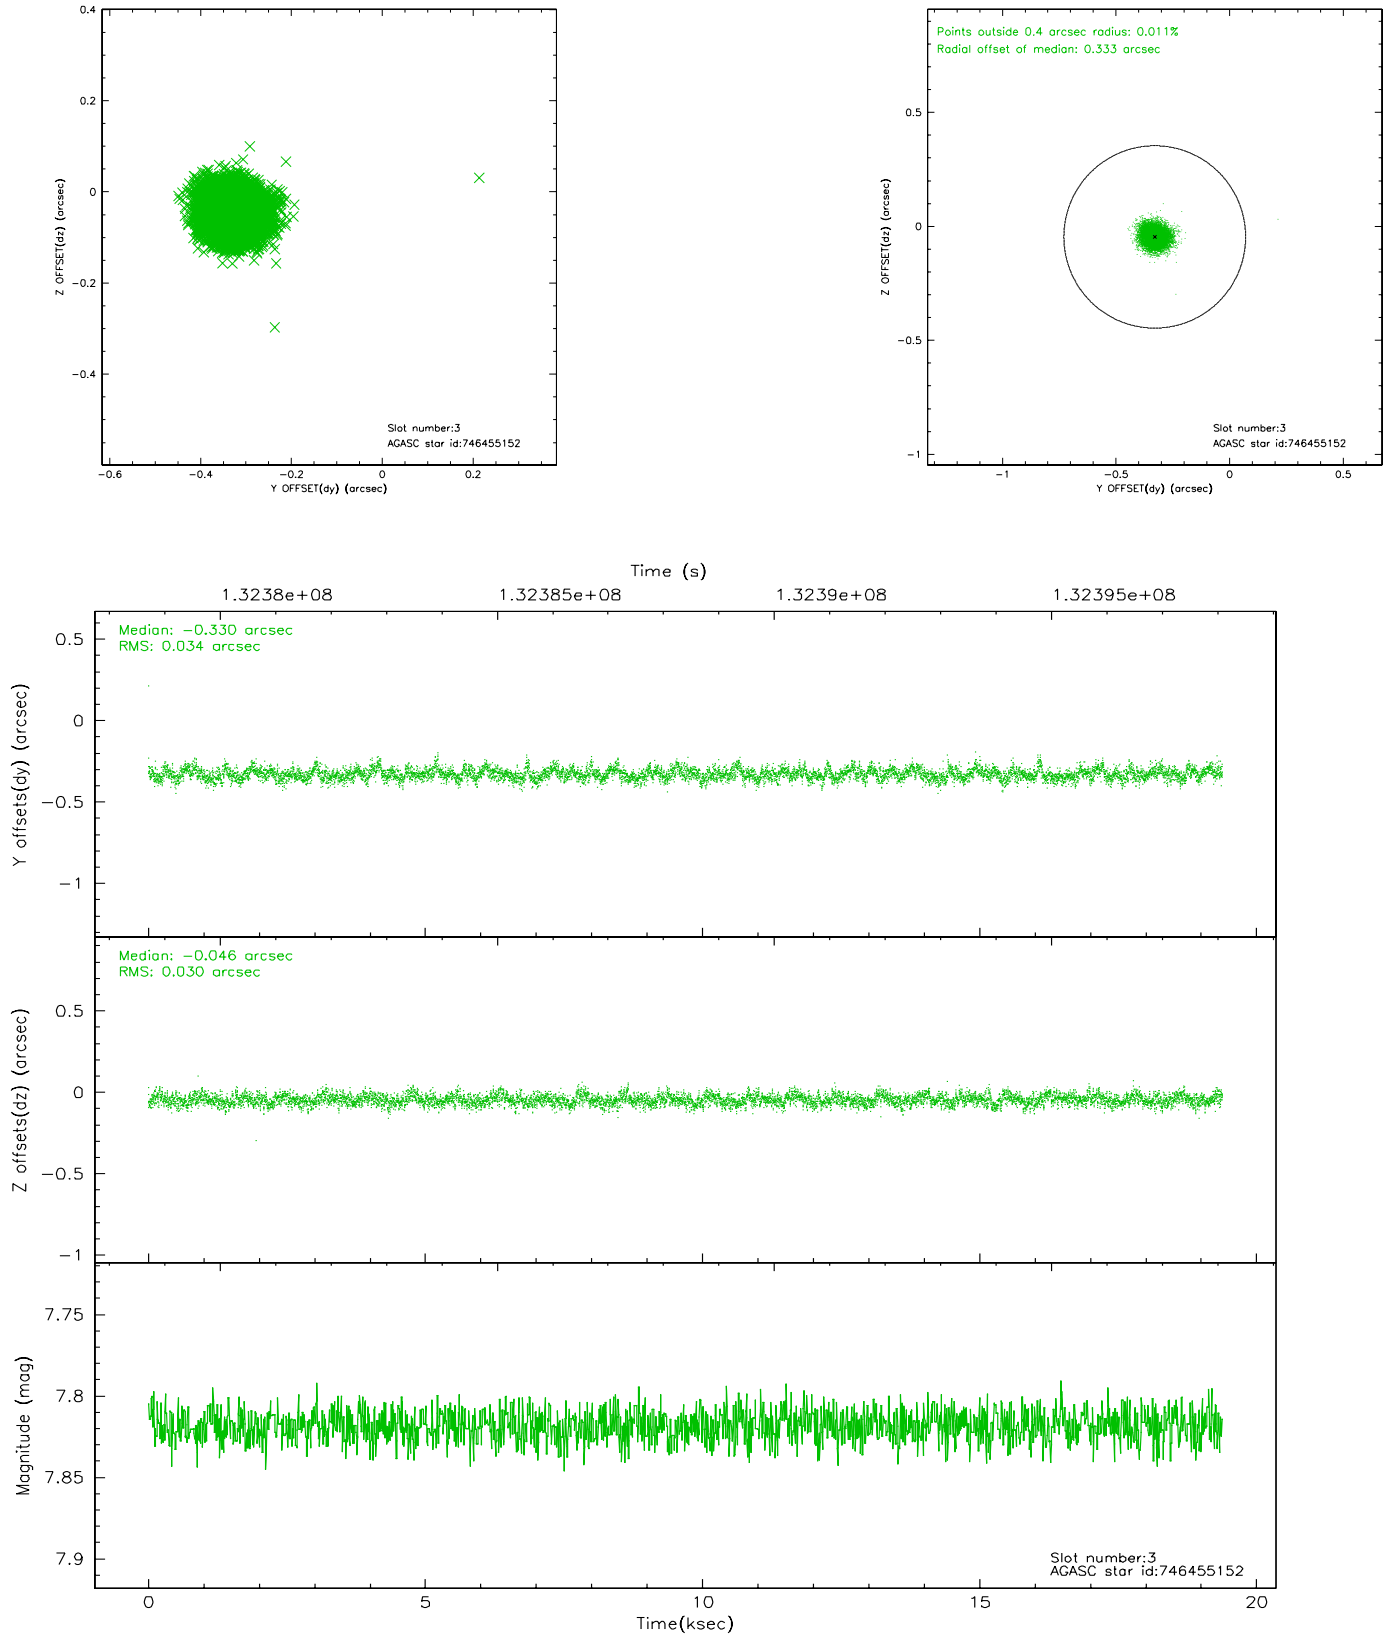 0.4
0.2
0
−0.2
−0.4
Z OFFSET(dz) (arcsec)
Slot number:3
AGASC star id:746455152
−0.6
−0.4
−0.2
0
0.2
Y OFFSET(dy) (arcsec)
Points outside 0.4 arcsec radius: 0.011%
Radial offset of median: 0.333 arcsec
0.5
0
−0.5
−1
Z OFFSET(dz) (arcsec)
Slot number:3
AGASC star id:746455152
−1
−0.5
0
0.5
Y OFFSET(dy) (arcsec)
Time (s)
1.3238e+08
1.32385e+08
1.3239e+08
1.32395e+08
Median: −0.330 arcsec
RMS: 0.034 arcsec
0.5
0
−0.5
−1
Y offsets(dy) (arcsec)
Median: −0.046 arcsec
RMS: 0.030 arcsec
0.5
0
−0.5
−1
Z offsets(dz) (arcsec)
7.75
7.8
7.85
7.9
Magnitude (mag)
Slot number:3
AGASC star id:746455152
0
5
10
15
20
Time(ksec)